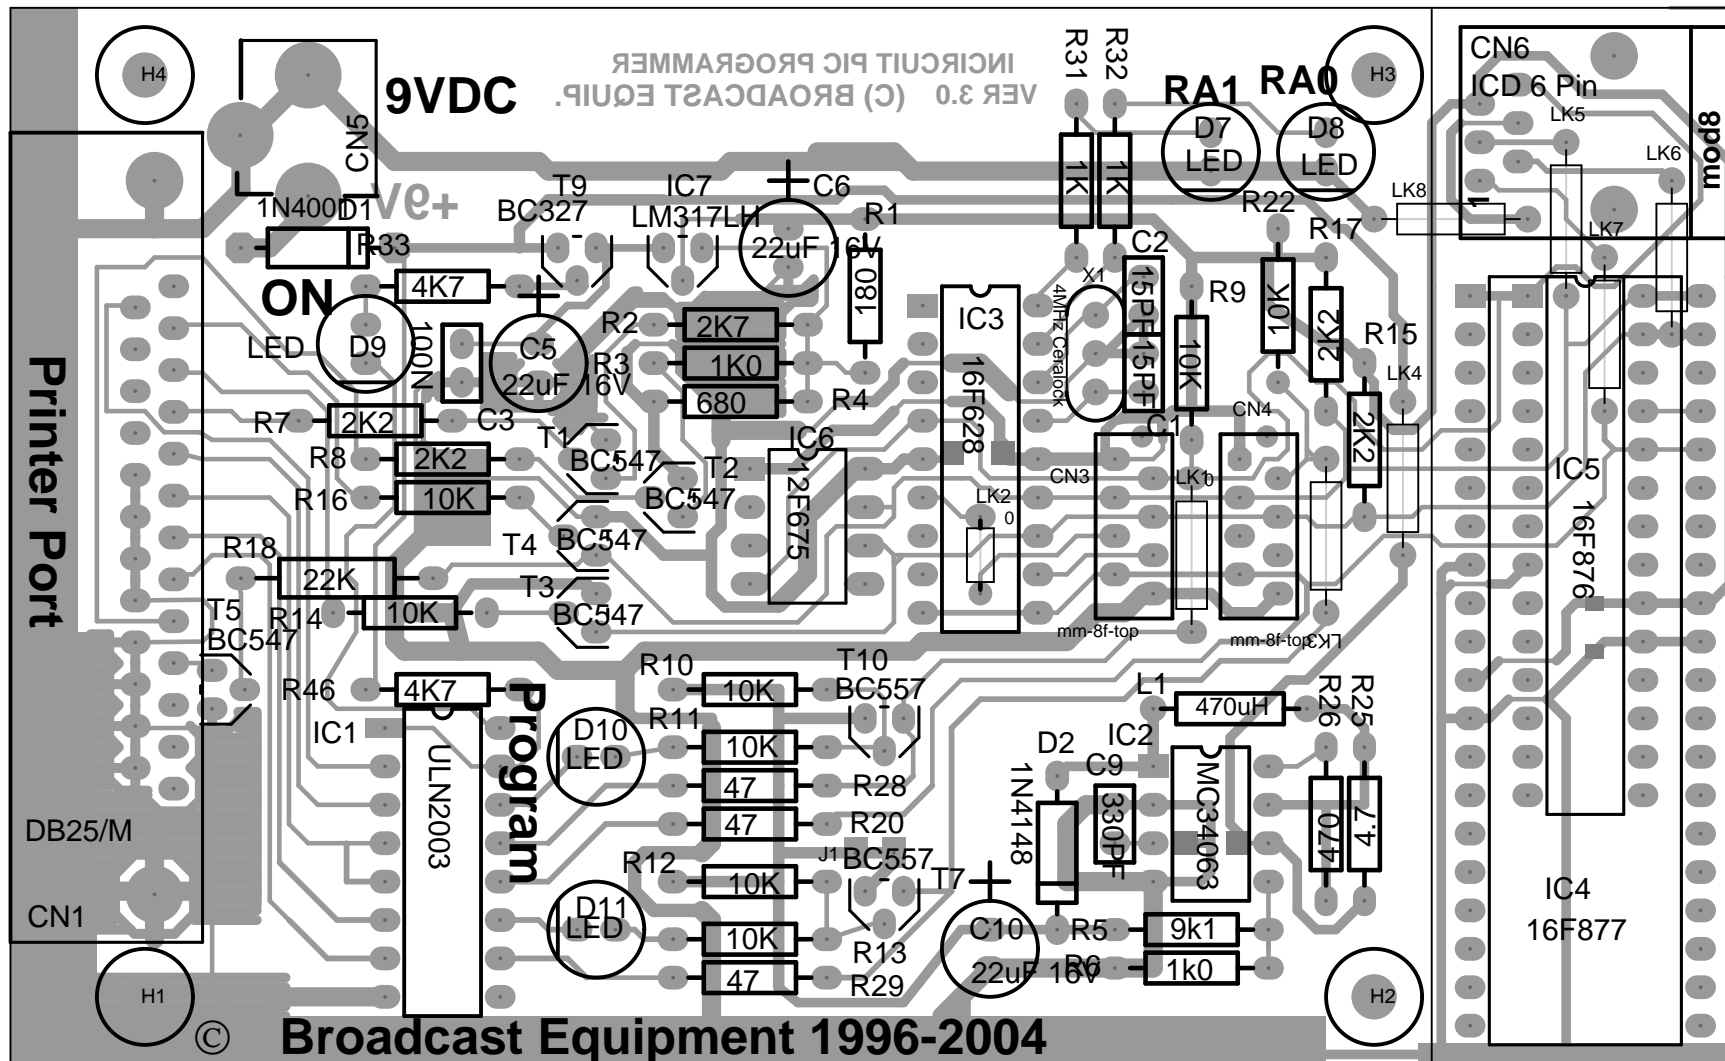 H4
9VDC
CN5
INCIRCUIT PIC PROGRAMMER
VER 3.0 (C) BROADCAST EQUIP.
R31
R32
RA1
RA0
H3
CN6
ICD 6 Pin
LK5
mod8
D7
LED
D8
LED
LK6
1K
1K
1N400
D1
+9V
T9
BC327
IC7
LM317LH
C6
22uF 16V
R1
R22
LK8
1
R17
LK7
R33
4K7
ON
LED
D9
100N
C5
22uF 16V
R2
2K7
R3
1K0
680
R4
180
IC3
16F628
X1
4MHz Ceralock
C2
15PF
15PF
C1
R9
10K
10K
2K2
R15
LK4
2K2
Printer Port
R7
2K2
C3
R8
2K2
R16
10K
T1
BC547
T2
BC547
IC6
12F675
LK2
0
CN3
LK1
0
CN4
IC5
16F876
R18
22K
T4
BC547
T3
BC547
R14
10K
T5
BC547
mm-8f-top
mm-8f-top
LK3
R46
4K7
IC1
ULN2003
Program
D10
LED
R10
10K
T10
BC557
R11
10K
47
R28
47
R20
L1
470uH
R26
R25
D2
1N4148
IC2
C9
330PF
MC34063
470
4.7
DB25/M
CN1
R12
10K
J1
BC557
T7
D11
LED
10K
R13
47
R29
C10
22uF 16V
R5
9k1
R6
1k0
IC4
16F877
H1
H2
© Broadcast Equipment 1996-2004